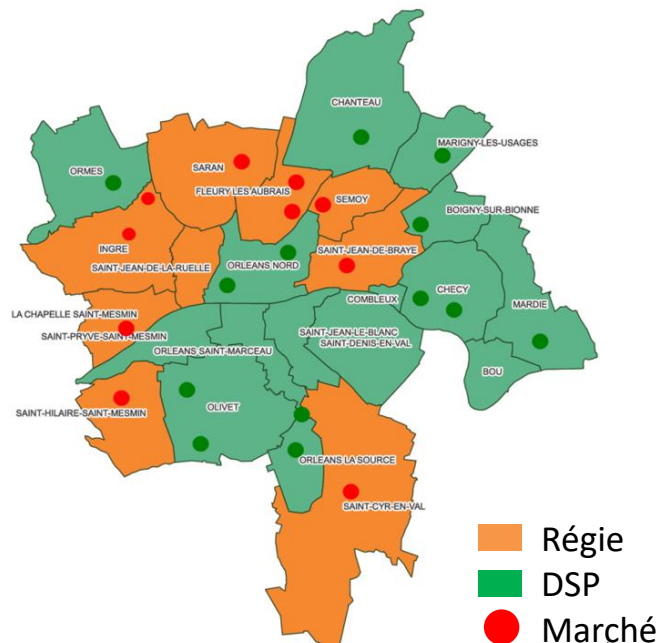 CHANTEAU
MARIGNY-LES-USAGES
ORMES
SARAN
FLEURY LES AUBRAIS
SEMOY
BOIGNY-SUR-BIONNE
INGRE
SAINT-JEAN-DE-LA-RUELLE
ORLEANS NORD
SAINT-JEAN-DE-BRAYE
CHECY
COMBLEUX
MARDIE
LA CHAPELLE SAINT-MESMIN
SAINT-PRYVE-SAINT-MESMIN
SAINT-JEAN-LE-BLANC
SAINT-DENIS-EN-VAL
ORLEANS SAINT-MARCEAU
BOU
OLIVET
SAINT-HILAIRE-SAINT-MESMIN
ORLEANS LA SOURCE
SAINT-CYR-EN-VAL
Régie
DSP
Marché